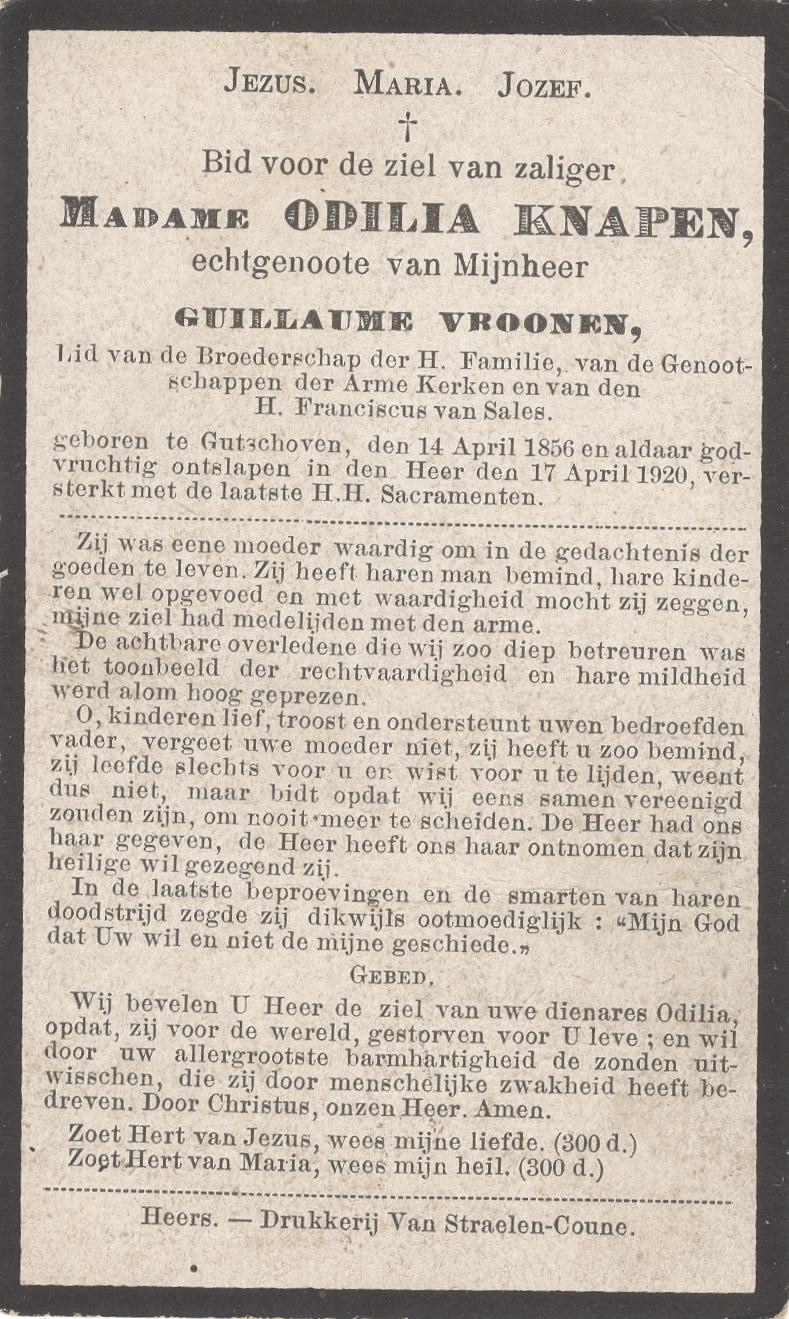 JEZUS. MARIA. JOZEF.
†
Bid voor de ziel van zaliger
MADAME ODILIA KNAPEN,
echtgenoote van Mijnheer
GUILLAUME VROONEN,
Lid van de Broederschap der H. Familie, van de Genoot-
schappen der Arme Kerken en van den
H. Franciscus van Sales.
geboren te Gutschoven, den 14 April 1856 en aldaar god-
vruchtig ontslapen in den Heer den 17 April 1920, ver-
sterkt met de laatste H.H. Sacramenten.
Zij was eene moeder waardig om in de gedachtenis der
goeden te leven. Zij heeft haren man bemind, hare kinde-
ren wel opgevoed en met waardigheid mocht zij zeggen,
mijne ziel had medelijden met den arme.
De achtbare overledene die wij zoo diep betreuren was
het toonbeeld der rechtvaardigheid en hare mildheid
werd alom hoog geprezen.
O, kinderen lief, troost en ondersteunt uwen bedroefden
vader, vergeet uwe moeder niet, zij heeft u zoo bemind,
zij leefde slechts voor u en wist voor u te lijden, weent
dus niet, maar bidt opdat wij eens samen vereenigd
zouden zijn, om nooit meer te scheiden. De Heer had ons
haar gegeven, de Heer heeft ons haar ontnomen dat zijn
heilige wil gezegend zij.
In de laatste beproevingen en de smarten van haren
doodstrijd zegde zij dikwijls ootmoediglijk : “Mijn God
dat Uw wil en niet de mijne geschiede.„
GEBED.
Wij bevelen U Heer de ziel van uwe dienares Odilia,
opdat, zij voor de wereld, gestorven voor U leve ; en wil
door uw allergrootste barmhartigheid de zonden uit-
wisschen, die zij door menschelijke zwakheid heeft be-
dreven. Door Christus, onzen Heer. Amen.
Zoet Hert van Jezus, wees mijne liefde. (300 d.)
Zoet Hert van Maria, wees mijn heil. (300 d.)
Heers. — Drukkerij Van Straelen-Coune.